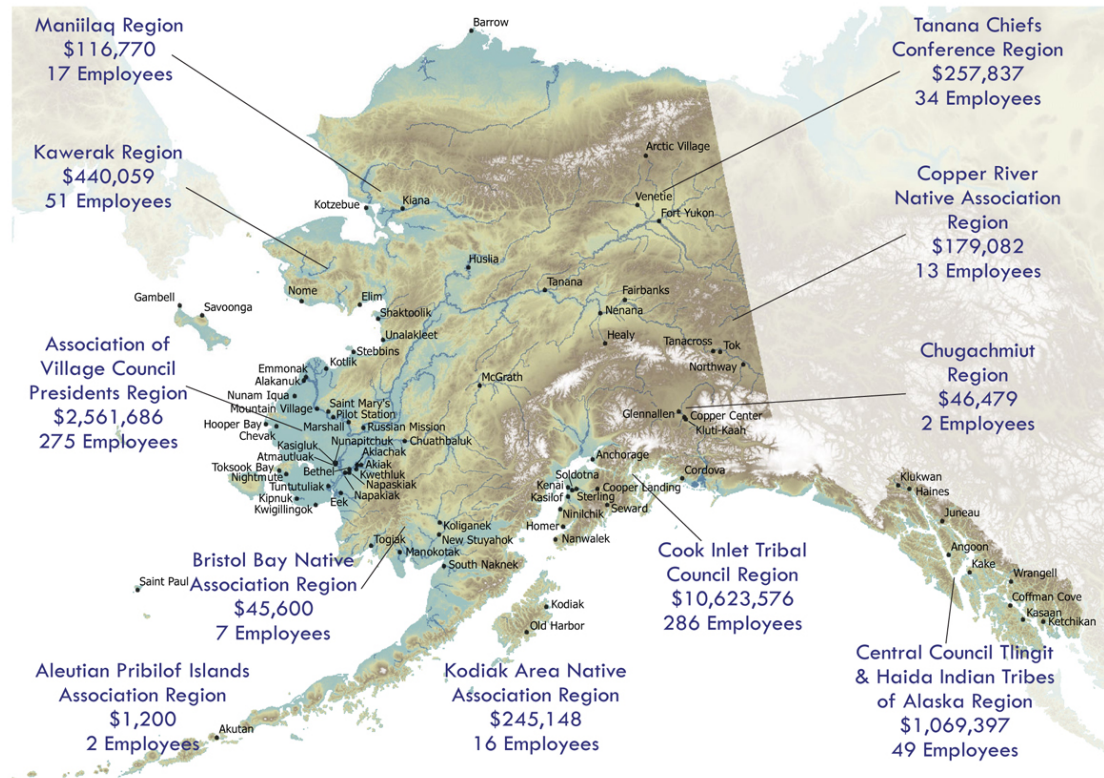 Maniilaq Region
$116,770
17 Employees
Barrow
Tanana Chiefs
Conference Region
$257,837
34 Employees
Kawerak Region
$440,059
51 Employees
Arctic Village
Copper River
Native Association
Region
$179,082
13 Employees
Kotzebue
Kiana
Venetie
Fort Yukon
Huslia
Tanana
Fairbanks
Nenana
Healy
Gambell
Savoonga
Nome
Elim
Shaktoolik
Unalakleet
Stebbins
Kotlik
Tanacross
Tok
Northway
McGrath
Association of
Village Council
Presidents Region
$2,561,686
275 Employees
Chugachmiut
Region
$46,479
2 Employees
Emmonak
Alakanuk
Nunam Iqua
Mountain Village
Saint Mary's
Pilot Station
Hooper Bay
Marshall
Russian Mission
Chevak
Nunapitchuk
Chuathbaluk
Kasigluk
Akiachak
Atmautluak
Akiak
Toksook Bay
Bethel
Kwethluk
Nightmute
Napaskiak
Tuntutuliak
Napakiak
Kipnuk
Eek
Kwigillingok
Glennallen
Copper Center
Kluti-Kaah
Anchorage
Cordova
Soldotna
Kenai
Cooper Landing
Kasilof
Sterling
Seward
Ninilchik
Homer
Nanwalek
Klukwan
Haines
Juneau
Angoon
Kake
Wrangell
Coffman Cove
Kasaan
Ketchikan
Togiak
Koliganek
New Stuyahok
Manokotak
South Naknek
Saint Paul
Bristol Bay Native
Association Region
$45,600
7 Employees
Kodiak
Old Harbor
Cook Inlet Tribal
Council Region
$10,623,576
286 Employees
Aleutian Pribilof Islands
Association Region
$1,200
2 Employees
Akutan
Kodiak Area Native
Association Region
$245,148
16 Employees
Central Council Tlingit
& Haida Indian Tribes
of Alaska Region
$1,069,397
49 Employees